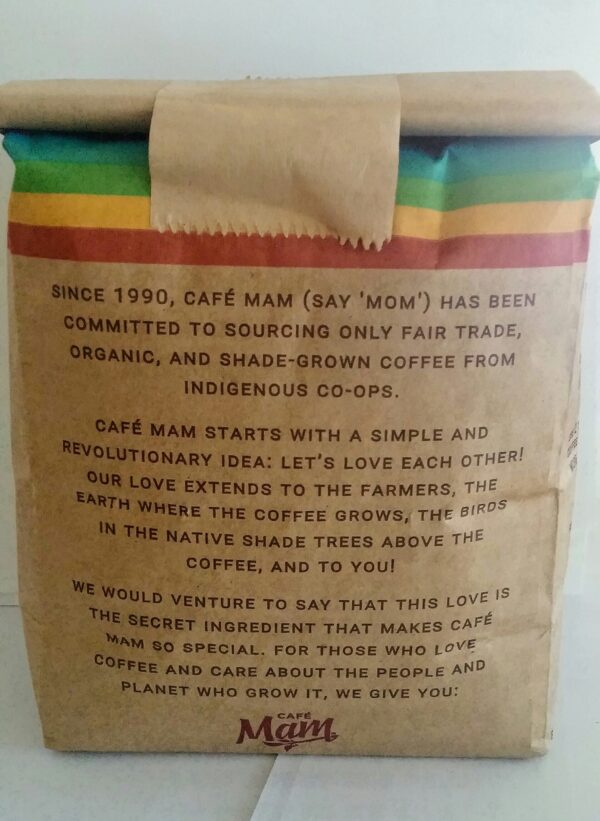 SINCE 1990, CAFÉ MAM (SAY 'MOM') HAS BEEN
COMMITTED TO SOURCING ONLY FAIR TRADE,
ORGANIC, AND SHADE-GROWN COFFEE FROM
INDIGENOUS CO-OPS.
CAFÉ MAM STARTS WITH A SIMPLE AND
REVOLUTIONARY IDEA: LET'S LOVE EACH OTHER!
OUR LOVE EXTENDS TO THE FARMERS, THE
EARTH WHERE THE COFFEE GROWS, THE BIRDS
IN THE NATIVE SHADE TREES ABOVE THE
COFFEE, AND TO YOU!
WE WOULD VENTURE TO SAY THAT THIS LOVE IS
THE SECRET INGREDIENT THAT MAKES CAFÉ
MAM SO SPECIAL. FOR THOSE WHO LOVE
COFFEE AND CARE ABOUT THE PEOPLE AND
PLANET WHO GROW IT, WE GIVE YOU:
CAFÉ
Mam